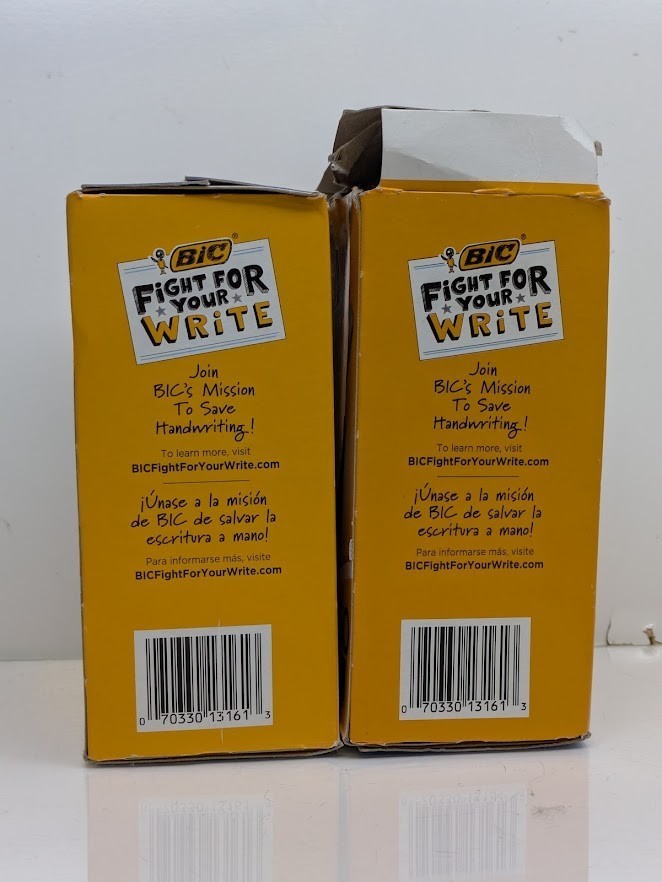 BIC®
FiGHT FOR
YOUR
WRiTE
Join
BIC's Mission
To Save
Handwriting!
To learn more, visit
BICFightForYourWrite.com
¡Únase a la misión
de BIC de salvar la
escritura a mano!
Para informarse más, visite
BICFightForYourWrite.com
0 70330 13161 3
BIC®
FiGHT FOR
YOUR
WRiTE
Join
BIC's Mission
To Save
Handwriting!
To learn more, visit
BICFightForYourWrite.com
¡Únase a la misión
de BIC de salvar la
escritura a mano!
Para informarse más, visite
BICFightForYourWrite.com
0 70330 13161 3